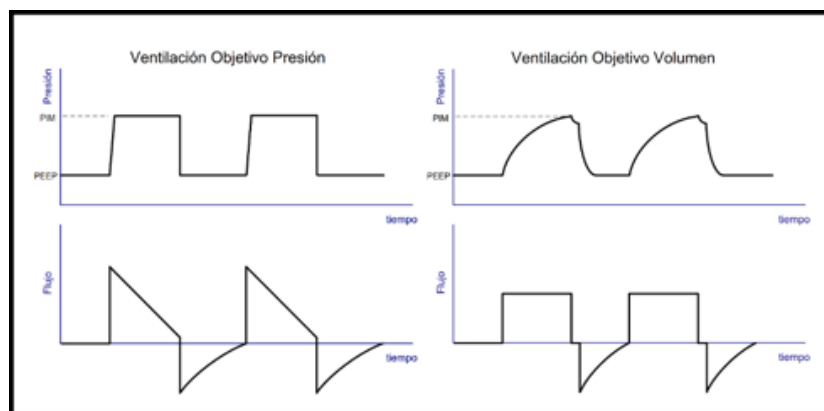 Ventilación Objetivo Presión
Presión
PIM
PEEP
tiempo
Flujo
tiempo
Ventilación Objetivo Volumen
Presión
PIM
PEEP
tiempo
Flujo
tiempo